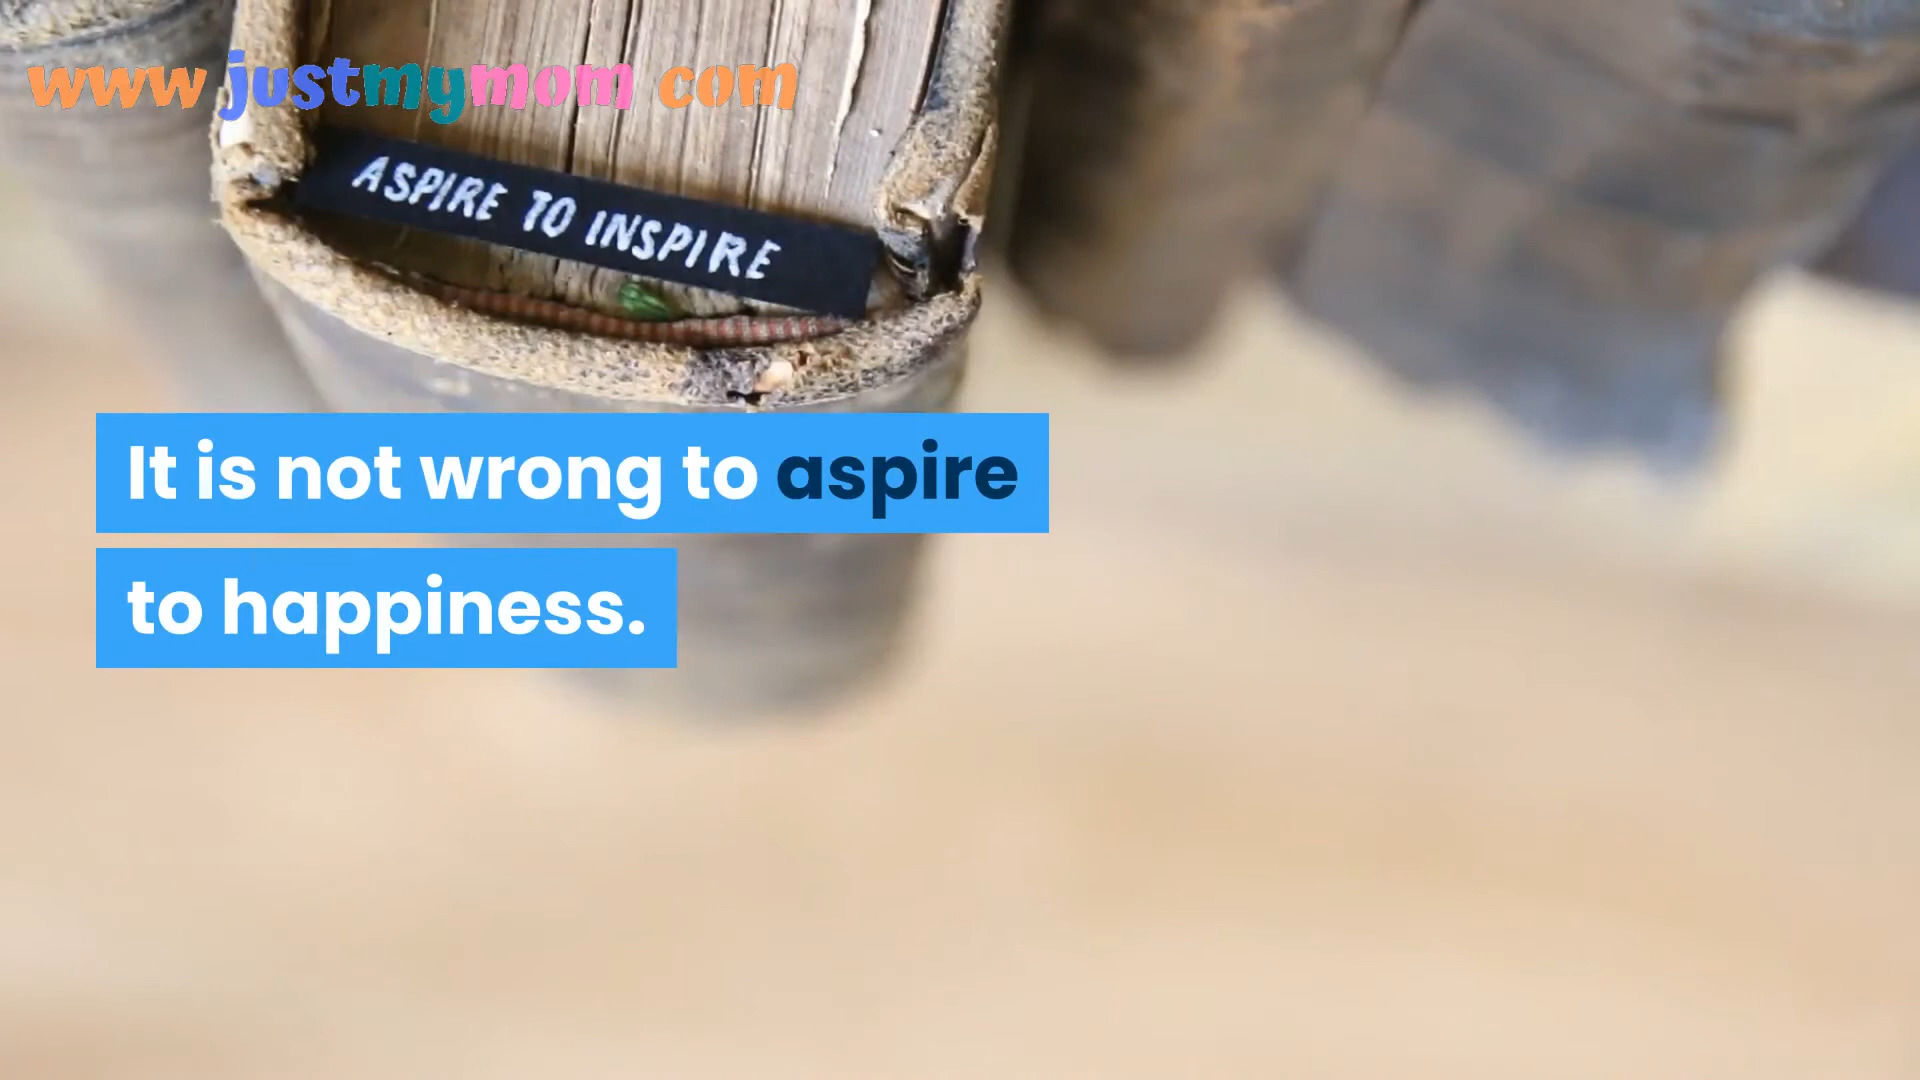 www justmymom com
ASPIRE TO INSPIRE
It is not wrong to aspire
to happiness.